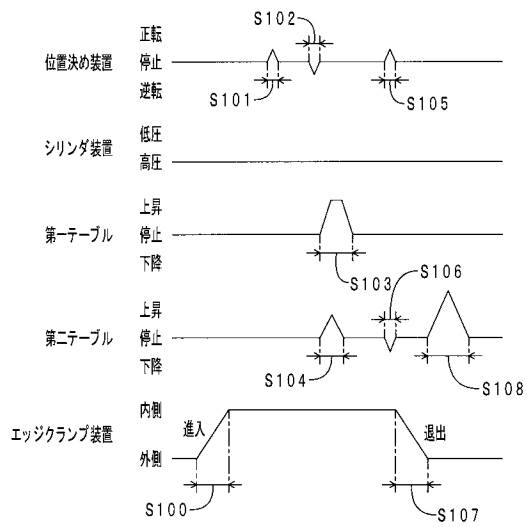 S102
正転
位置決め装置
停止
逆転
S101
S105
低圧
シリンダ装置
高圧
上昇
第一テーブル
停止
下降
S103
S106
上昇
第二テーブル
停止
下降
S104
S108
内側
進入
退出
エッジクランプ装置
外側
S100
S107